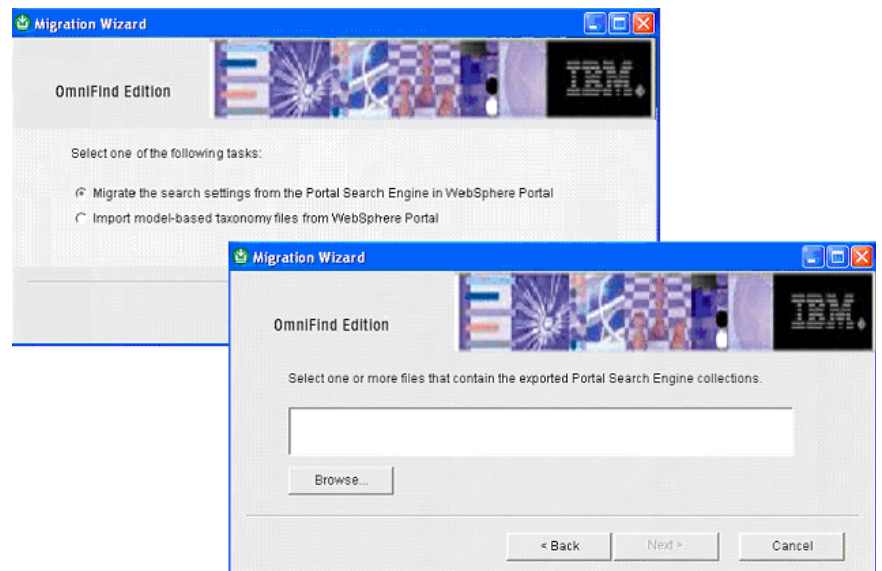 Migration Wizard
OmniFind Edition
IBM
Select one of the following tasks:
Migrate the search settings from the Portal Search Engine in WebSphere Portal
Import model-based taxonomy files from WebSphere Portal
Migration Wizard
OmniFind Edition
IBM
Select one or more files that contain the exported Portal Search Engine collections.
Browse...
< Back Next > Cancel